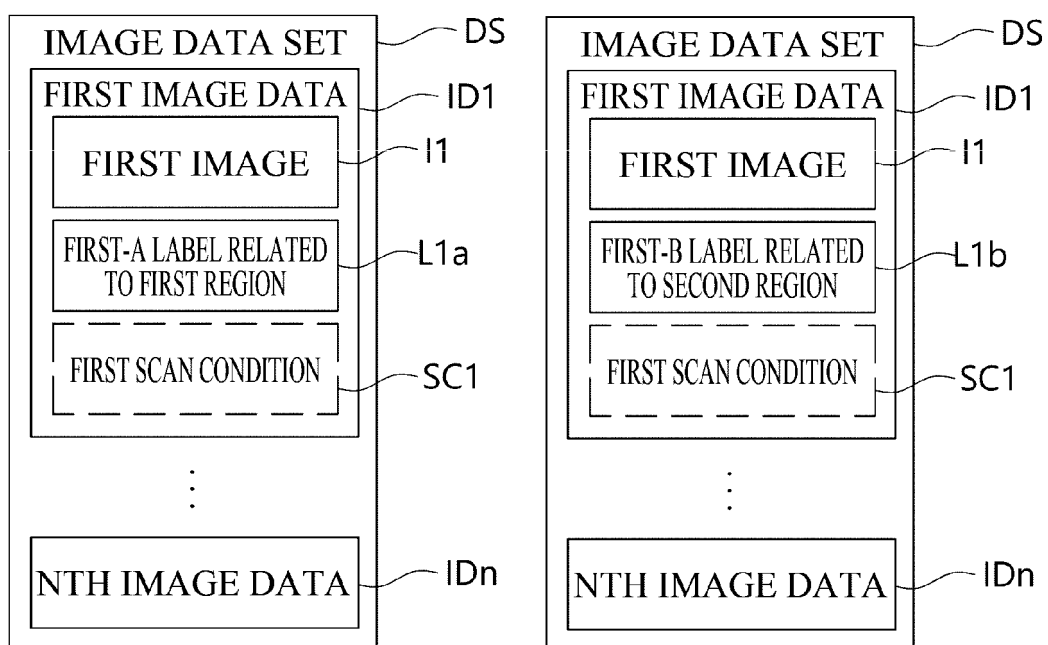 IMAGE DATA SET
DS
FIRST IMAGE DATA
ID1
FIRST IMAGE
I1
FIRST-A LABEL RELATED
TO FIRST REGION
L1a
FIRST SCAN CONDITION
SC1
NTH IMAGE DATA
IDn
IMAGE DATA SET
DS
FIRST IMAGE DATA
ID1
FIRST IMAGE
I1
FIRST-B LABEL RELATED
TO SECOND REGION
L1b
FIRST SCAN CONDITION
SC1
NTH IMAGE DATA
IDn